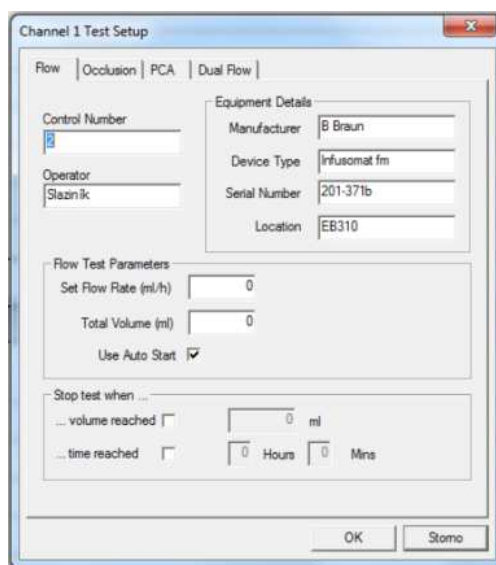 Channel 1 Test Setup
Flow Occlusion PCA Dual Flow
Control Number
2
Operator
Slaziník
Equipment Details
Manufacturer B Braun
Device Type Infusomat fm
Serial Number 201-371b
Location EB310
Flow Test Parameters
Set Flow Rate (ml/h) 0
Total Volume (ml) 0
Use Auto Start
Stop test when ...
... volume reached 0 ml
... time reached 0 Hours 0 Mins
OK Storno